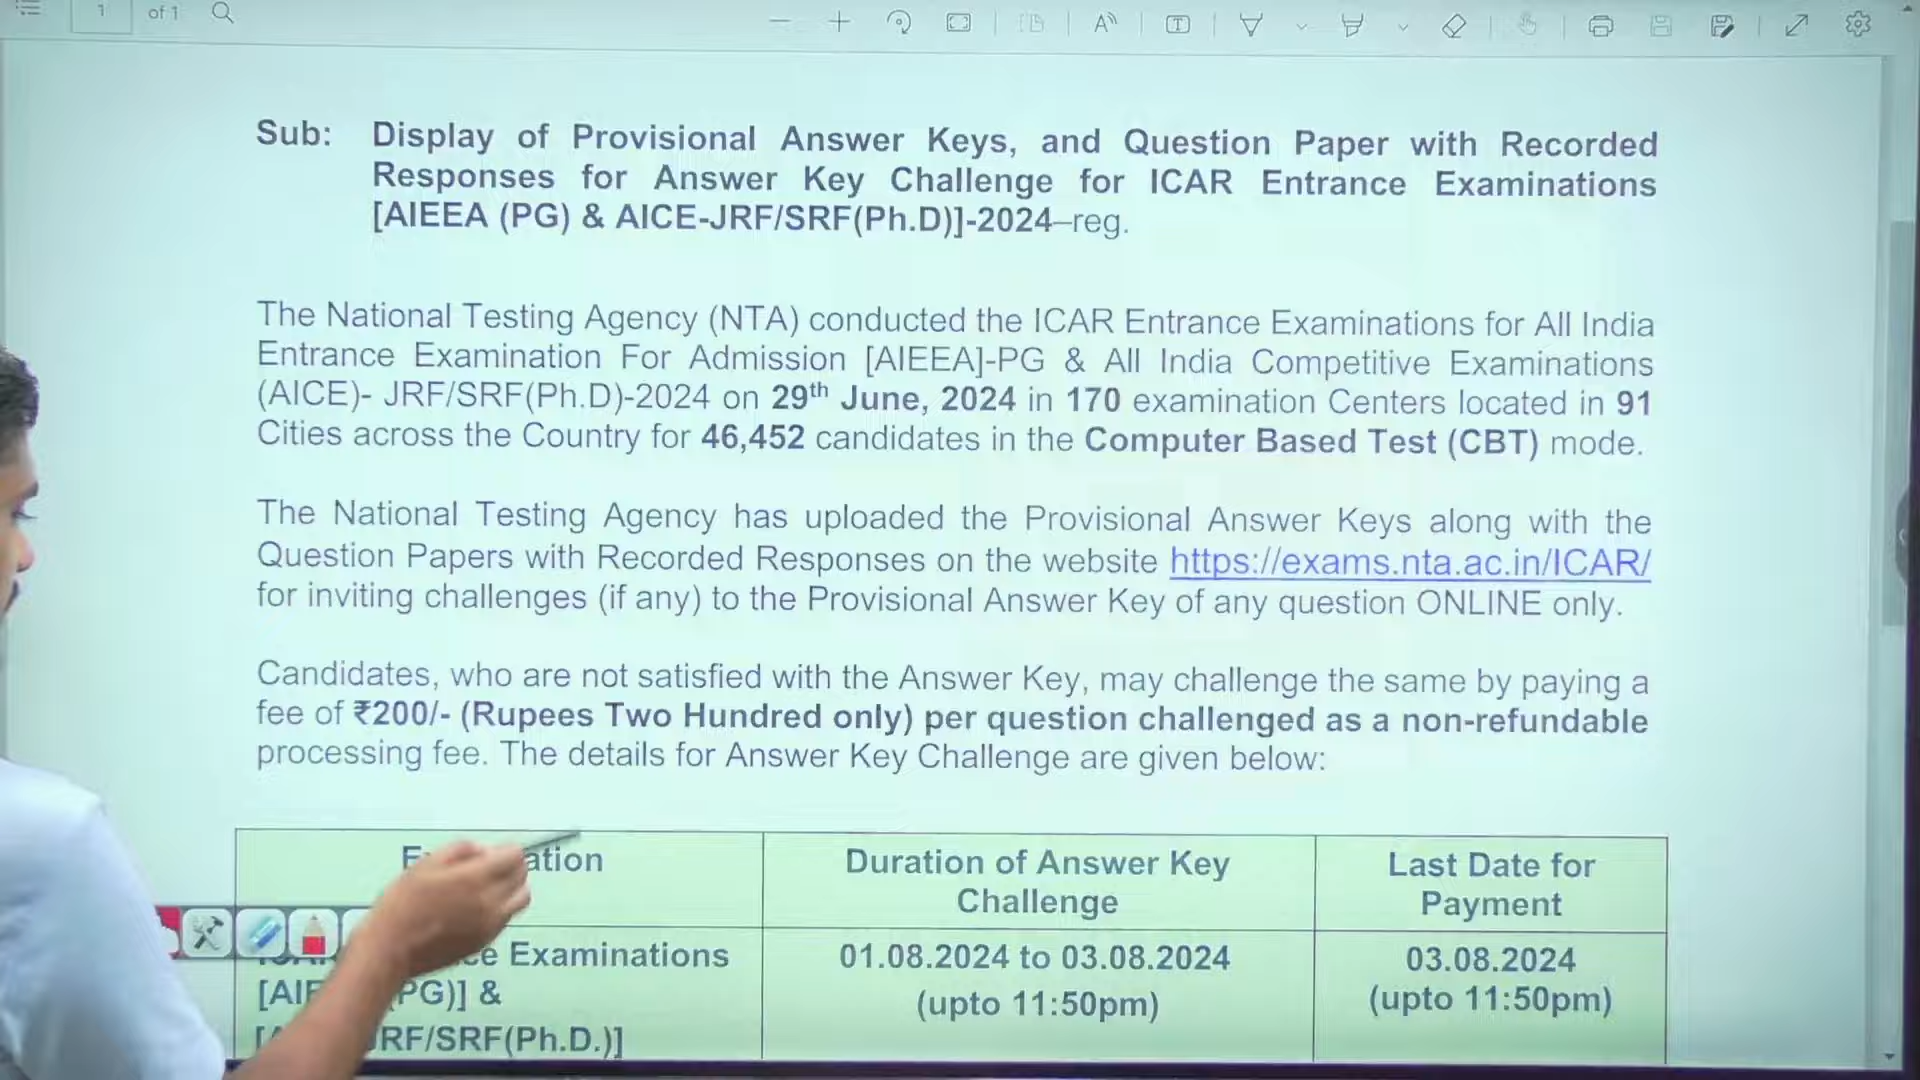 1 of 1
Sub: Display of Provisional Answer Keys, and Question Paper with Recorded
Responses for Answer Key Challenge for ICAR Entrance Examinations
[AIEEA (PG) & AICE-JRF/SRF(Ph.D)]-2024–reg.
The National Testing Agency (NTA) conducted the ICAR Entrance Examinations for All India
Entrance Examination For Admission [AIEEA]-PG & All India Competitive Examinations
(AICE)- JRF/SRF(Ph.D)-2024 on 29th June, 2024 in 170 examination Centers located in 91
Cities across the Country for 46,452 candidates in the Computer Based Test (CBT) mode.
The National Testing Agency has uploaded the Provisional Answer Keys along with the
Question Papers with Recorded Responses on the website https://exams.nta.ac.in/ICAR/
for inviting challenges (if any) to the Provisional Answer Key of any question ONLINE only.
Candidates, who are not satisfied with the Answer Key, may challenge the same by paying a
fee of ₹200/- (Rupees Two Hundred only) per question challenged as a non-refundable
processing fee. The details for Answer Key Challenge are given below:
Duration of Answer Key
Challenge
Last Date for
Payment
Examinations
PG)] &
JRF/SRF(Ph.D.)]
01.08.2024 to 03.08.2024
(upto 11:50pm)
03.08.2024
(upto 11:50pm)